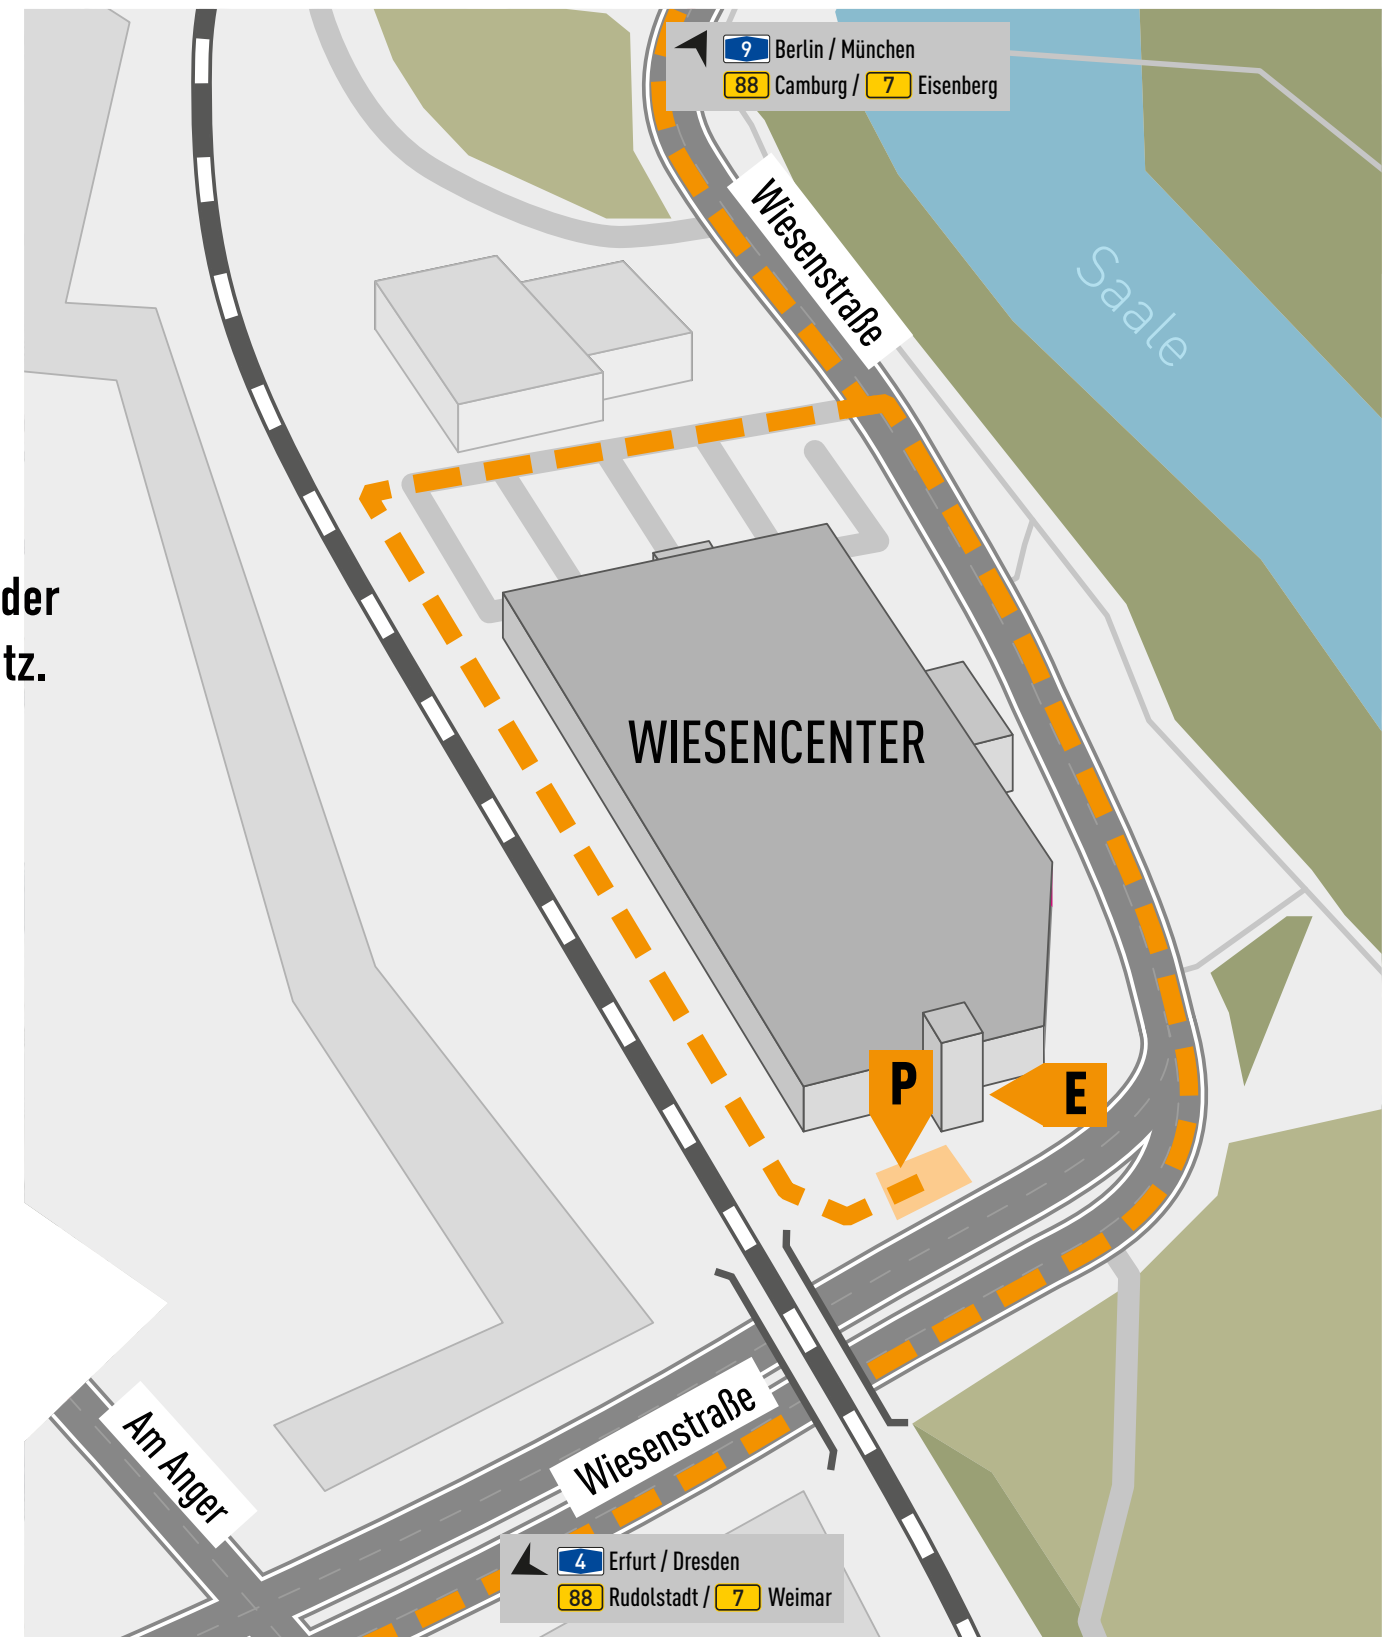 9 Berlin / München
88 Camburg / 7 Eisenberg
Wiesenstraße
Saale
der
tz.
WIESENCENTER
P
E
Wiesenstraße
Am Anger
4 Erfurt / Dresden
88 Rudolstadt / 7 Weimar